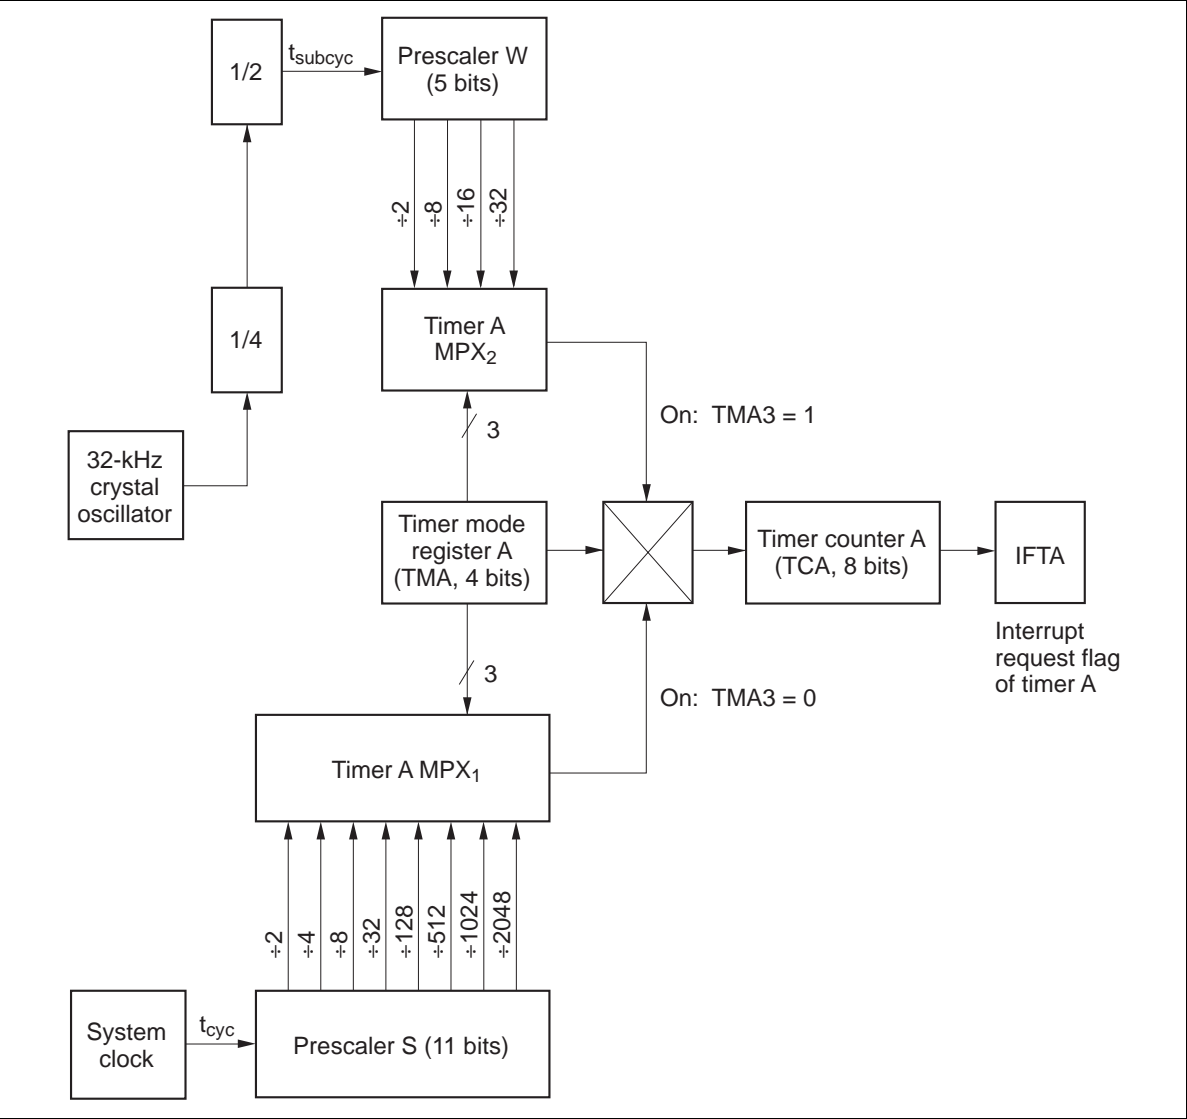 1/2
tsubcyc
Prescaler W
(5 bits)
÷2
÷8
÷16
÷32
1/4
Timer A
MPX2
3
On: TMA3 = 1
32-kHz
crystal
oscillator
Timer mode
register A
(TMA, 4 bits)
Timer counter A
(TCA, 8 bits)
IFTA
Interrupt
request flag
of timer A
3
On: TMA3 = 0
Timer A MPX1
÷2
÷4
÷8
÷32
÷128
÷512
÷1024
÷2048
System
clock
tcyc
Prescaler S (11 bits)